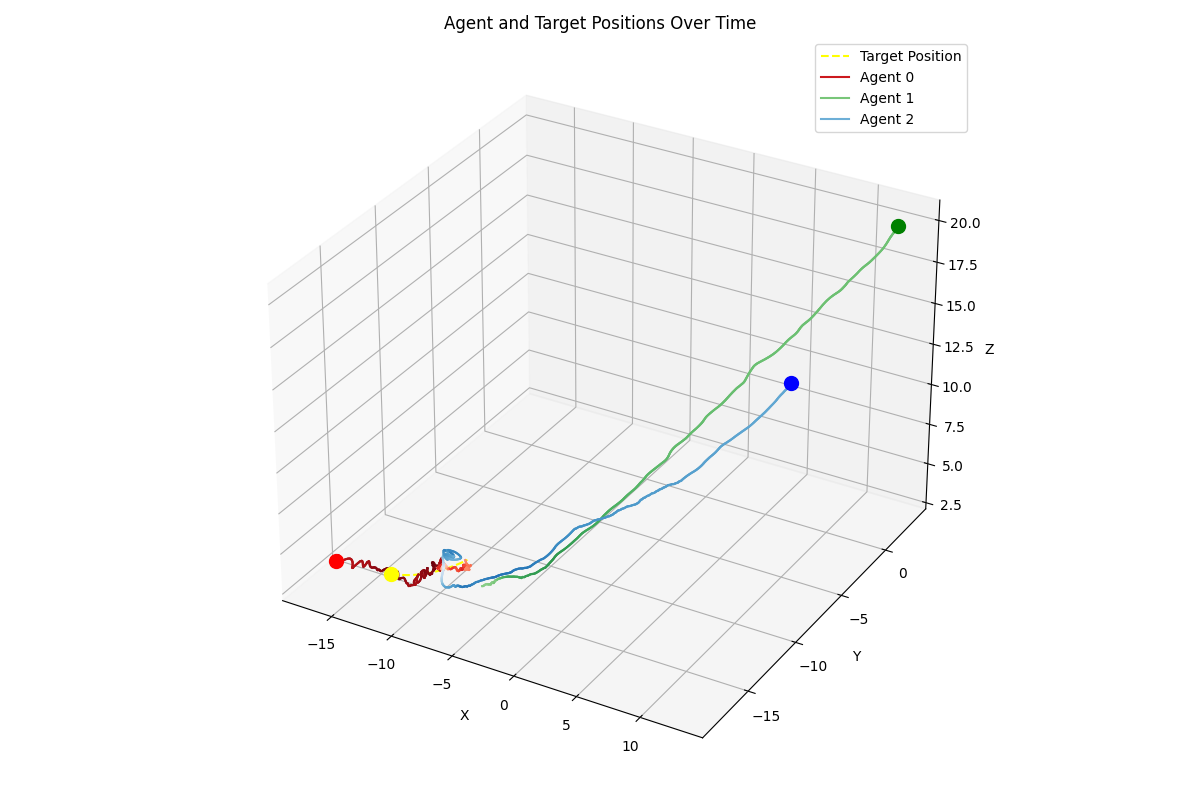 Agent and Target Positions Over Time
Target Position
Agent 0
Agent 1
Agent 2
20.0
17.5
15.0
12.5
10.0
7.5
5.0
2.5
Z
0
−5
−10
−15
Y
−15
−10
−5
0
5
10
X